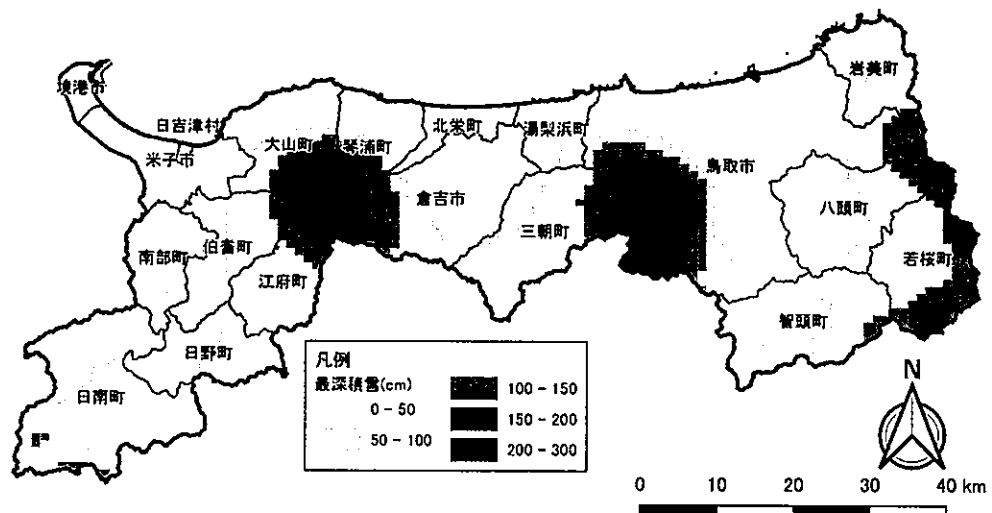 岩美町
境港市
日吉津村
米子市
大山町
琴浦町
北栄町
湯梨浜町
鳥取市
倉吉市
三朝町
八頭町
若桜町
南部町
伯耆町
江府町
智頭町
日野町
日南町
凡例
最深積雪(cm)
0 - 50
50 - 100
100 - 150
150 - 200
200 - 300
N
0 10 20 30 40 km